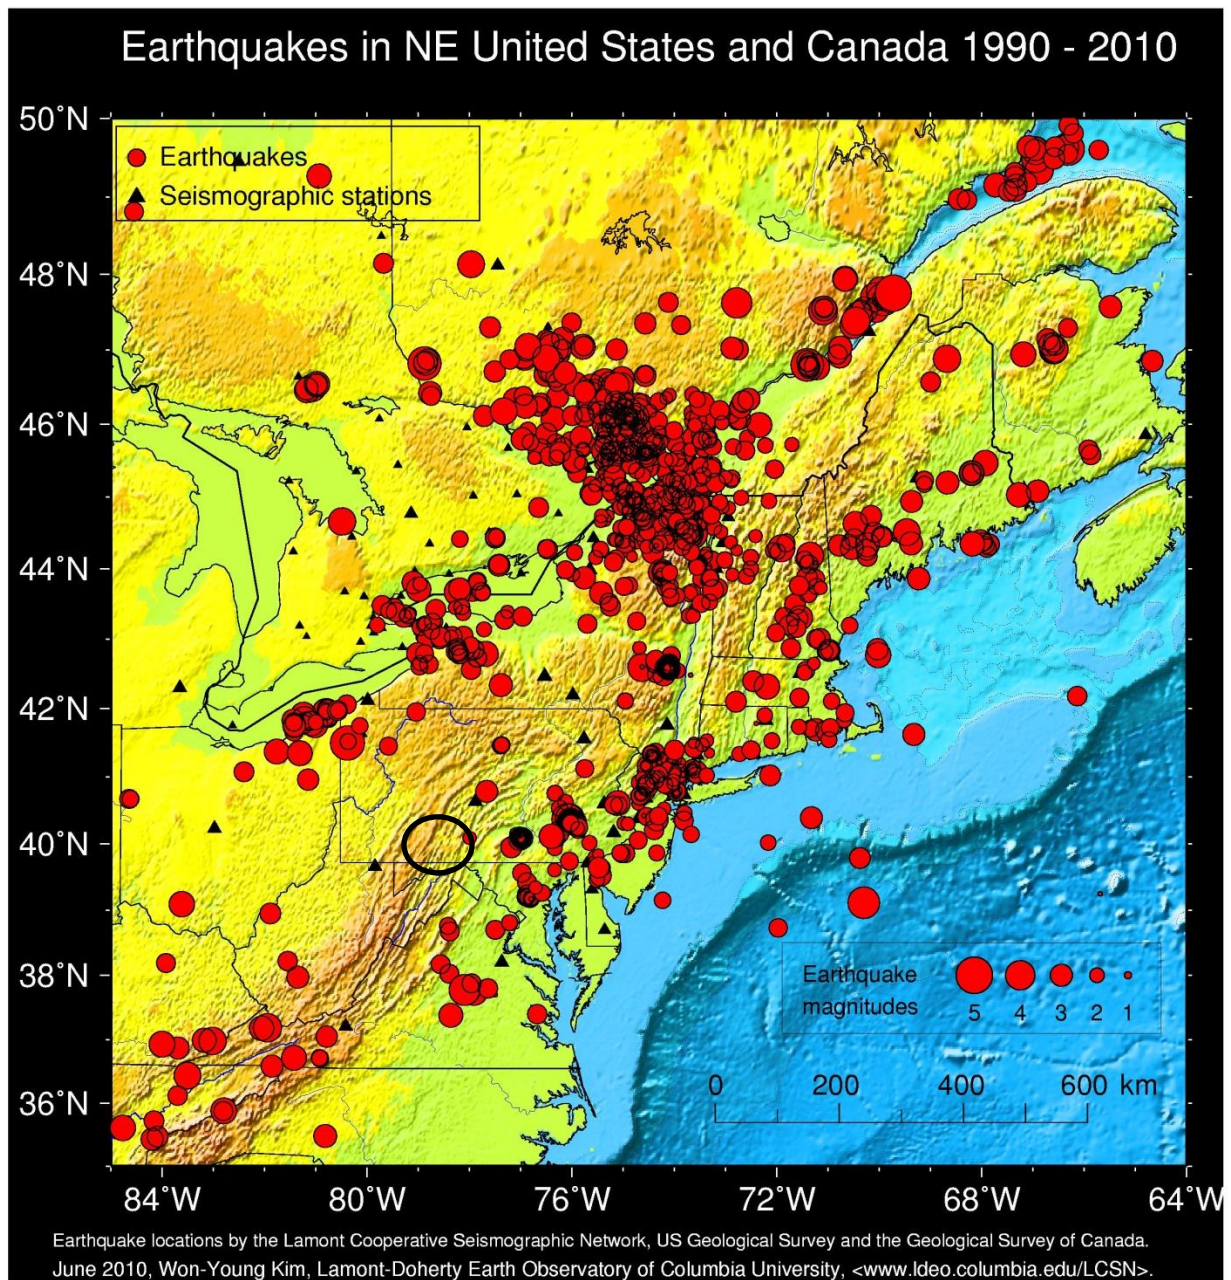 Earthquakes in NE United States and Canada 1990 - 2010
50°N
Earthquakes
Seismographic stations
48°N
46°N
44°N
42°N
40°N
38°N
Earthquake
magnitudes
5 4 3 2 1
36°N
0 200 400 600 km
84°W 80°W 76°W 72°W 68°W 64°W
Earthquake locations by the Lamont Cooperative Seismographic Network, US Geological Survey and the Geological Survey of Canada.
June 2010, Won-Young Kim, Lamont-Doherty Earth Observatory of Columbia University, <www.ldeo.columbia.edu/LCSN>.